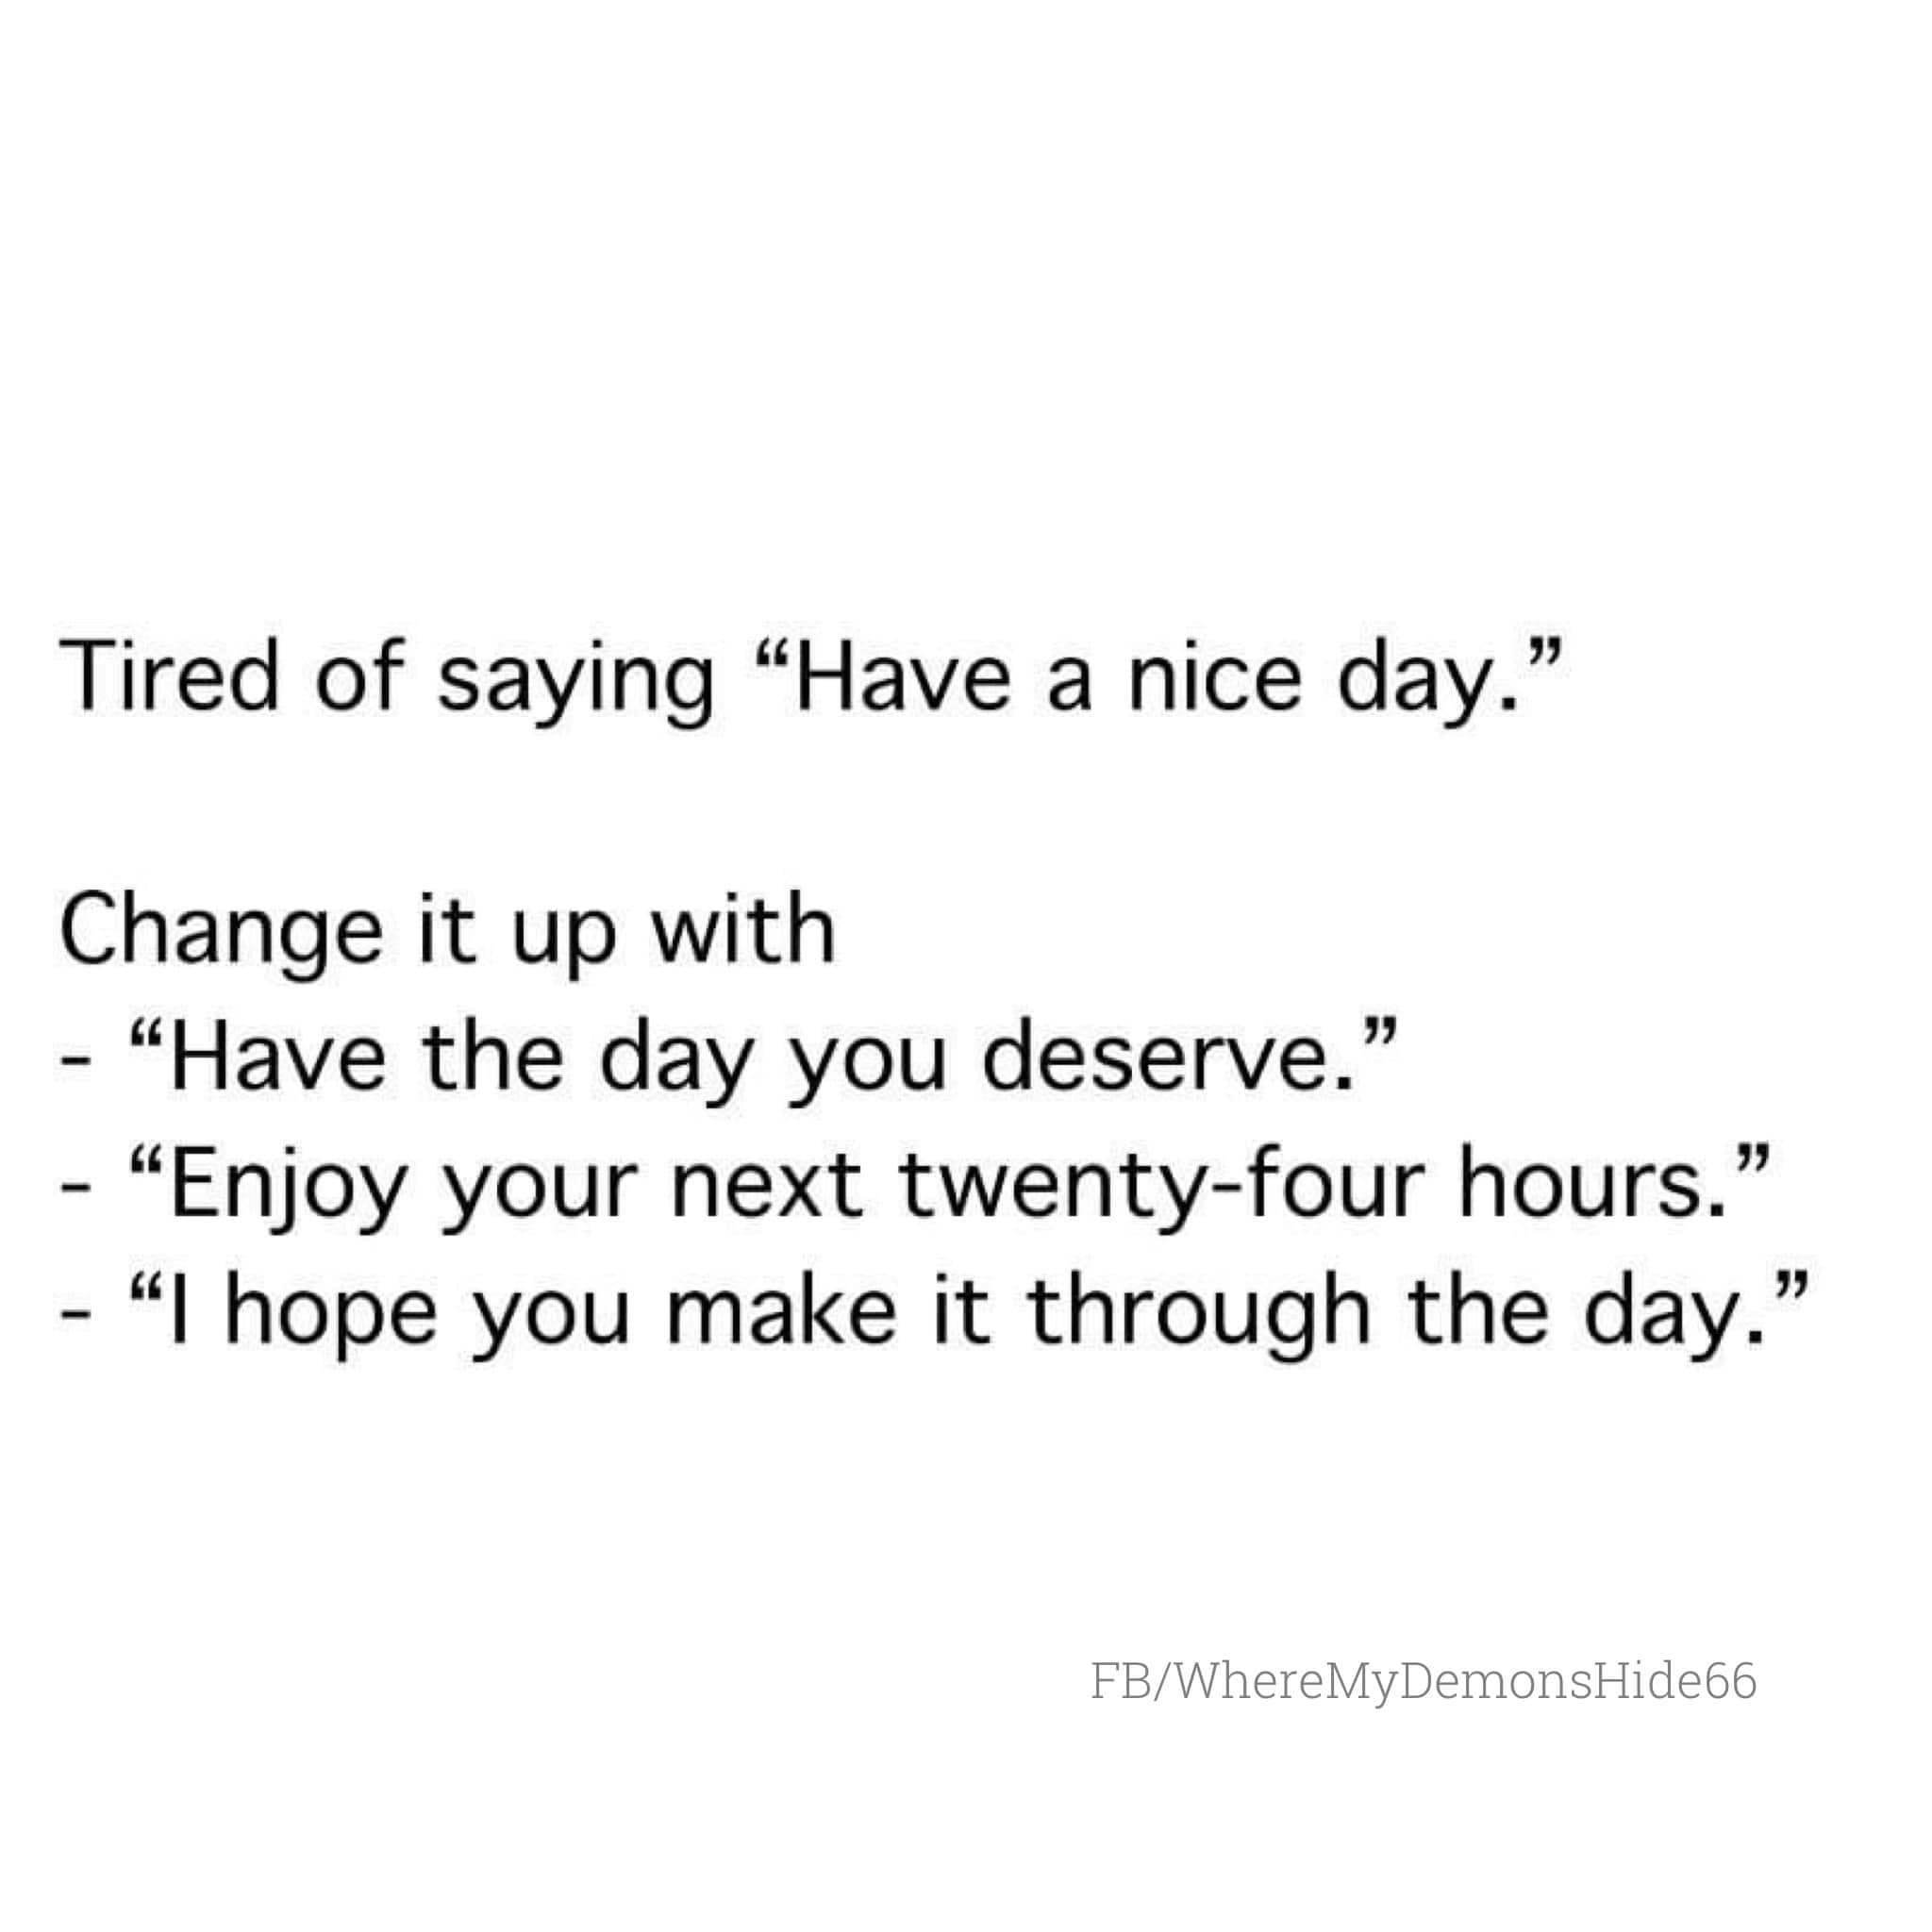 Tired of saying “Have a nice day.”
Change it up with
- “Have the day you deserve.”
- “Enjoy your next twenty-four hours.”
- “I hope you make it through the day.”
FB/WhereMyDemonsHide66